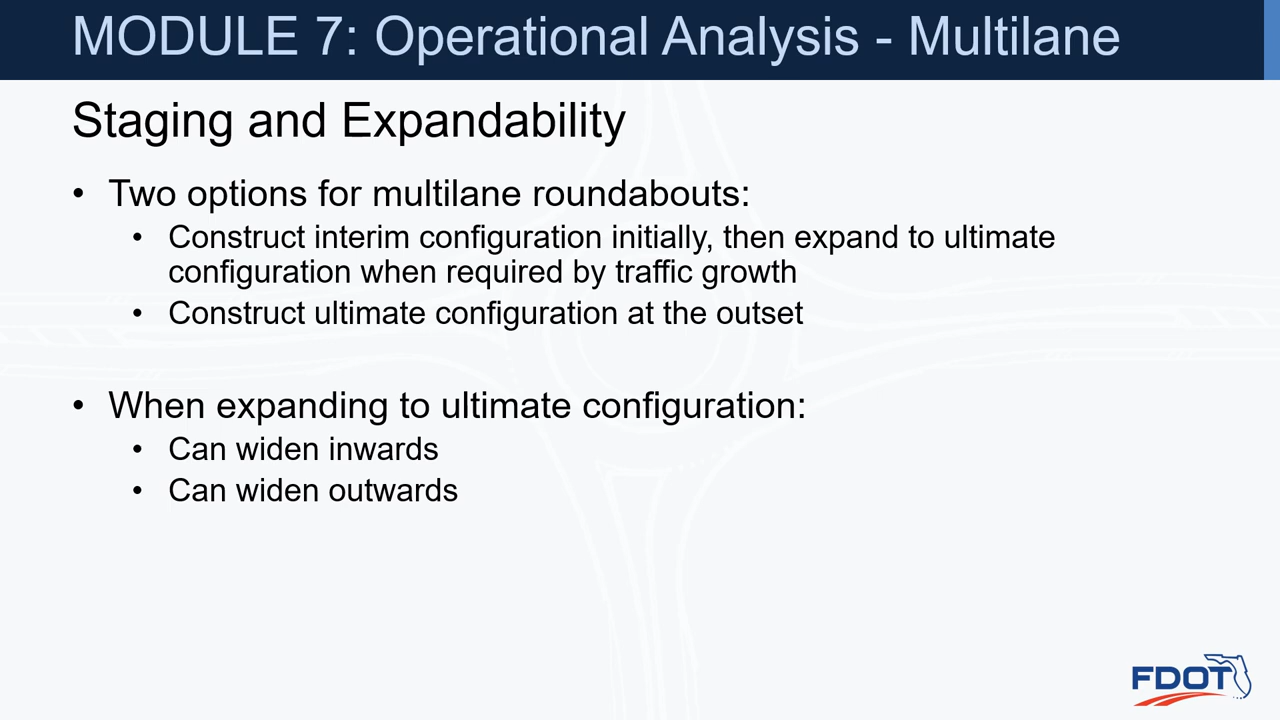 MODULE 7: Operational Analysis - Multilane
Staging and Expandability
• Two options for multilane roundabouts:
• Construct interim configuration initially, then expand to ultimate
configuration when required by traffic growth
• Construct ultimate configuration at the outset
• When expanding to ultimate configuration:
• Can widen inwards
• Can widen outwards
FDOT